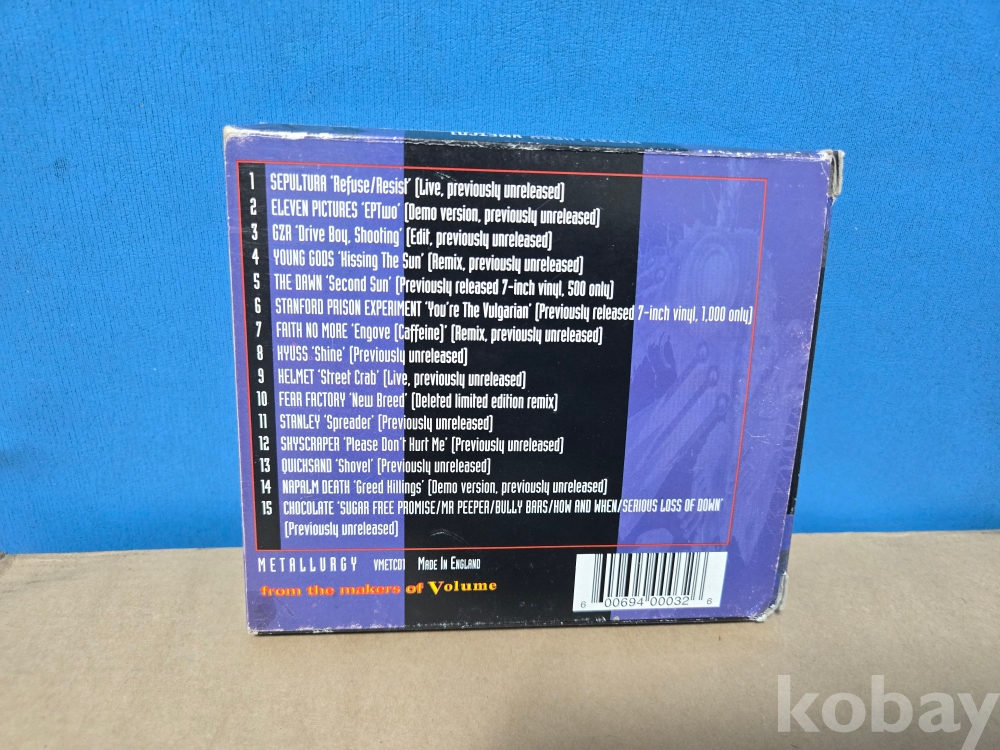 1 SEPULTURA 'Refuse/Resist' (Live, previously unreleased)
2 ELEVEN PICTURES 'EPTwo' (Demo version, previously unreleased)
3 GZR 'Drive Boy, Shooting' (Edit, previously unreleased)
4 YOUNG GODS 'Kissing The Sun' (Remix, previously unreleased)
5 THE DAWN 'Second Sun' (Previously released 7-inch vinyl, 500 only)
6 STANFORD PRISON EXPERIMENT 'You're The Vulgarian' (Previously released 7-inch vinyl, 1,000 only)
7 FAITH NO MORE 'Engove (Caffeine)' (Remix, previously unreleased)
8 KYUSS 'Shine' (Previously unreleased)
9 HELMET 'Street Crab' (Live, previously unreleased)
10 FEAR FACTORY 'New Breed' (Deleted limited edition remix)
11 STANLEY 'Spreader' (Previously unreleased)
12 SKYSCRAPER 'Please Don't Hurt Me' (Previously unreleased)
13 QUICKSAND 'Shovel' (Previously unreleased)
14 NAPALM DEATH 'Greed Killings' (Demo version, previously unreleased)
15 CHOCOLATE 'SUGAR FREE PROMISE/MR PEEPER/BULLY BARS/HOW AND WHEN/SERIOUS LOSS OF DOWN'
(Previously unreleased)
METALLURGY VMETC01 MADE IN ENGLAND
from the makers of Volume
6 00694 00032 6
kobay